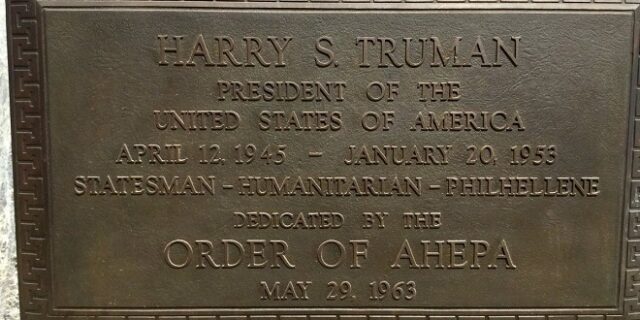 HARRY S. TRUMAN
PRESIDENT OF THE
UNITED STATES OF AMERICA
APRIL 12, 1945 - JANUARY 20, 1953
STATESMAN - HUMANITARIAN - PHILHELLENE
DEDICATED BY THE
ORDER OF AHEPA
MAY 29, 1963